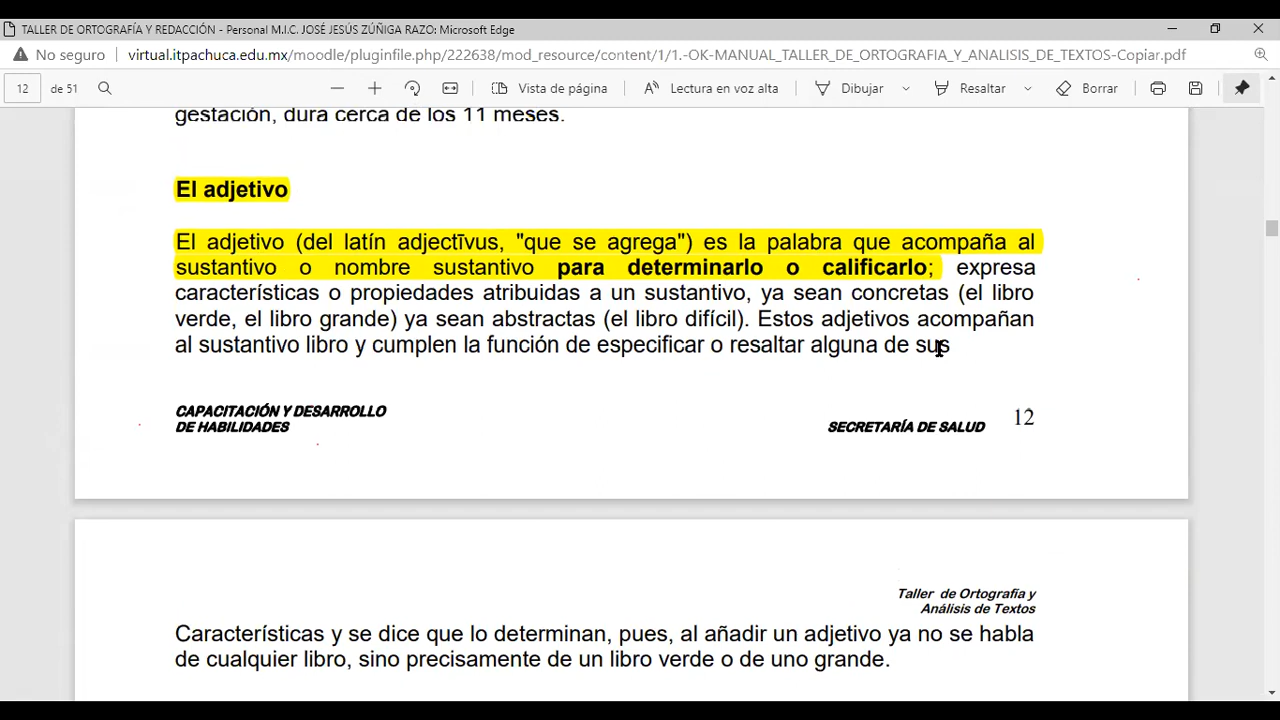 TALLER DE ORTOGRAFÍA Y REDACCIÓN - Personal M.I.C. JOSÉ JESÚS ZÚÑIGA RAZO: Microsoft Edge
No seguro virtual.itpachuca.edu.mx/moodle/pluginfile.php/222638/mod_resource/content/1/1.-OK-MANUAL_TALLER_DE_ORTOGRAFIA_Y_ANALISIS_DE_TEXTOS-Copiar.pdf
12 de 51 Vista de página Lectura en voz alta Dibujar Resaltar Borrar
gestación, dura cerca de los 11 meses.
El adjetivo
El adjetivo (del latín adjectīvus, "que se agrega") es la palabra que acompaña al
sustantivo o nombre sustantivo para determinarlo o calificarlo; expresa
características o propiedades atribuidas a un sustantivo, ya sean concretas (el libro
verde, el libro grande) ya sean abstractas (el libro difícil). Estos adjetivos acompañan
al sustantivo libro y cumplen la función de especificar o resaltar alguna de sus
CAPACITACIÓN Y DESARROLLO
DE HABILIDADES
SECRETARÍA DE SALUD 12
Taller de Ortografía y
Análisis de Textos
Características y se dice que lo determinan, pues, al añadir un adjetivo ya no se habla
de cualquier libro, sino precisamente de un libro verde o de uno grande.